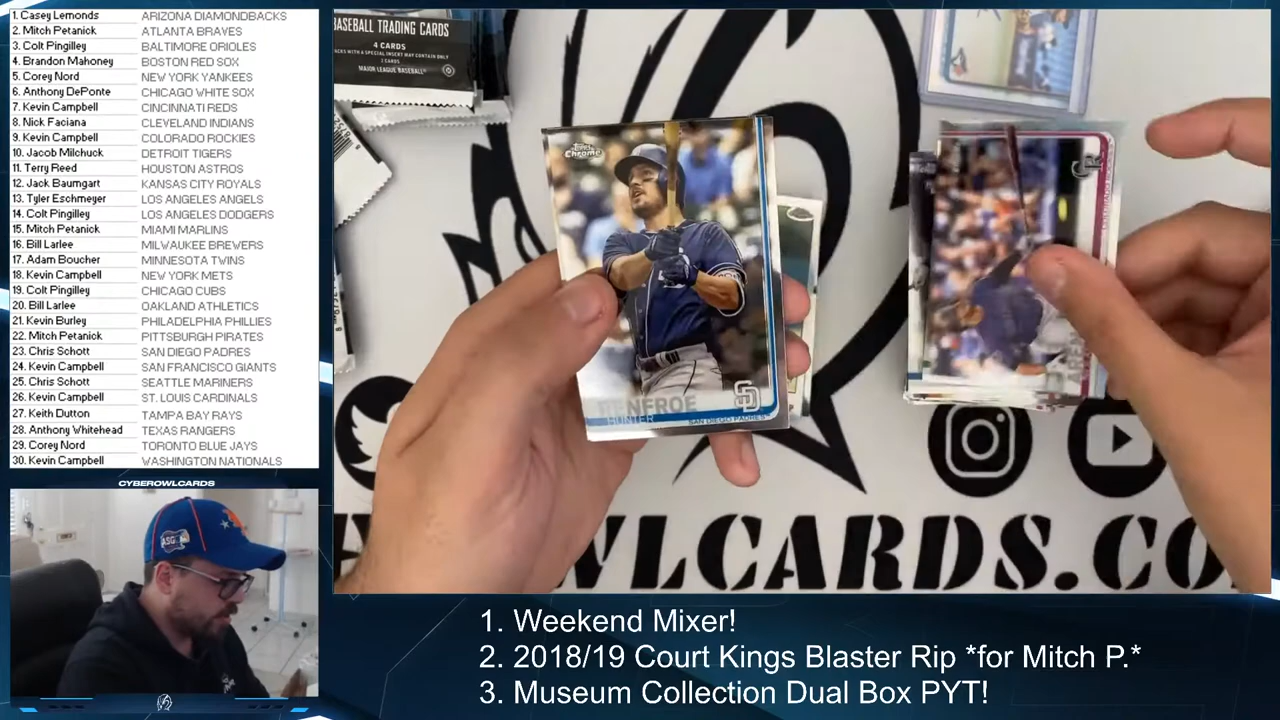 1. Casey Lemonds ARIZONA DIAMONDBACKS
2. Mitch Petanick ATLANTA BRAVES
3. Colt Pingilley BALTIMORE ORIOLES
4. Brandon Mahoney BOSTON RED SOX
5. Corey Nord NEW YORK YANKEES
6. Anthony DePonte CHICAGO WHITE SOX
7. Kevin Campbell CINCINNATI REDS
8. Nick Faciana CLEVELAND INDIANS
9. Kevin Campbell COLORADO ROCKIES
10. Jacob Milchuck DETROIT TIGERS
11. Terry Reed HOUSTON ASTROS
12. Jack Baumgart KANSAS CITY ROYALS
13. Tyler Eschmeyer LOS ANGELES ANGELS
14. Colt Pingilley LOS ANGELES DODGERS
15. Mitch Petanick MIAMI MARLINS
16. Bill Larlee MILWAUKEE BREWERS
17. Adam Boucher MINNESOTA TWINS
18. Kevin Campbell NEW YORK METS
19. Colt Pingilley CHICAGO CUBS
20. Bill Larlee OAKLAND ATHLETICS
21. Kevin Burley PHILADELPHIA PHILLIES
22. Mitch Petanick PITTSBURGH PIRATES
23. Chris Schott SAN DIEGO PADRES
24. Kevin Campbell SAN FRANCISCO GIANTS
25. Chris Schott SEATTLE MARINERS
26. Kevin Campbell ST. LOUIS CARDINALS
27. Keith Dutton TAMPA BAY RAYS
28. Anthony Whitehead TEXAS RANGERS
29. Corey Nord TORONTO BLUE JAYS
30. Kevin Campbell WASHINGTON NATIONALS
CYBEROWLCARDS
BASEBALL TRADING CARDS
4 CARDS
MAJOR LEAGUE BASEBALL
Topps Chrome
HUNTER
SAN DIEGO PADRES
SD
ASG
WLCARDS.CO
1. Weekend Mixer!
2. 2018/19 Court Kings Blaster Rip *for Mitch P.*
3. Museum Collection Dual Box PYT!